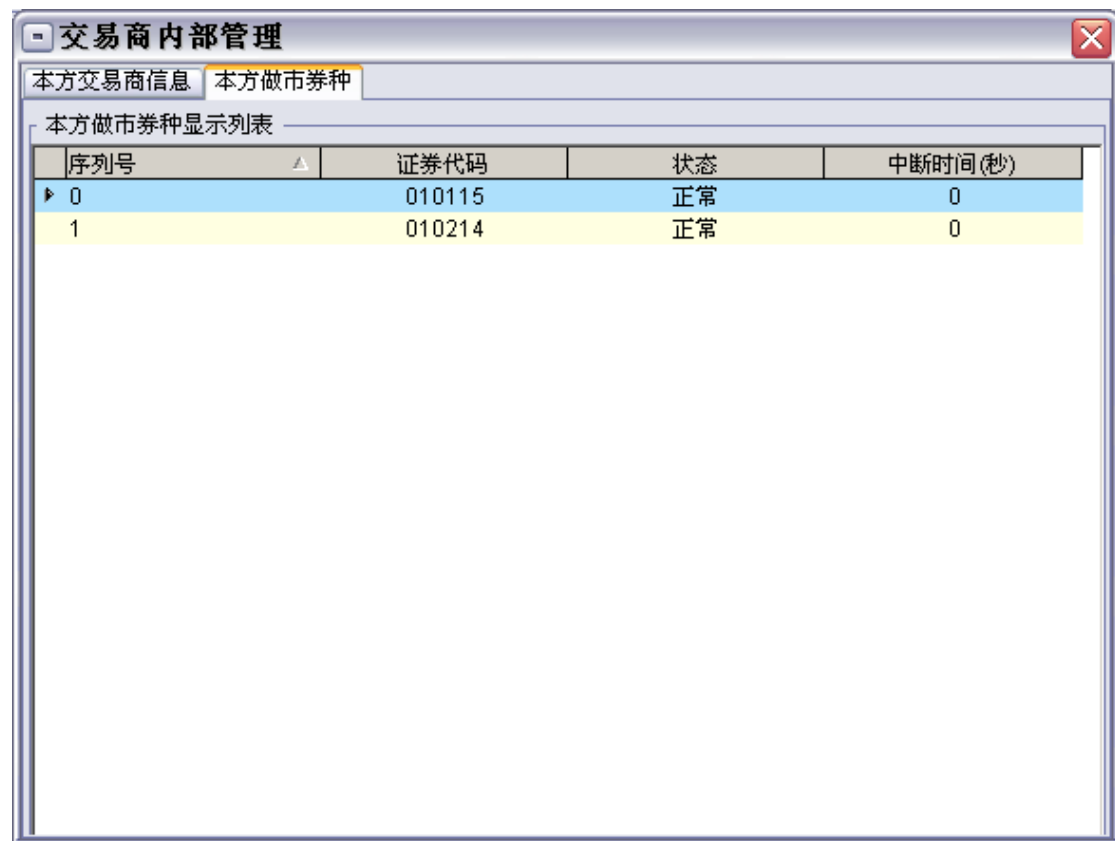 交易商内部管理
本方交易商信息 本方做市券种
本方做市券种显示列表
序列号 证券代码 状态 中断时间(秒)
0 010115 正常 0
1 010214 正常 0